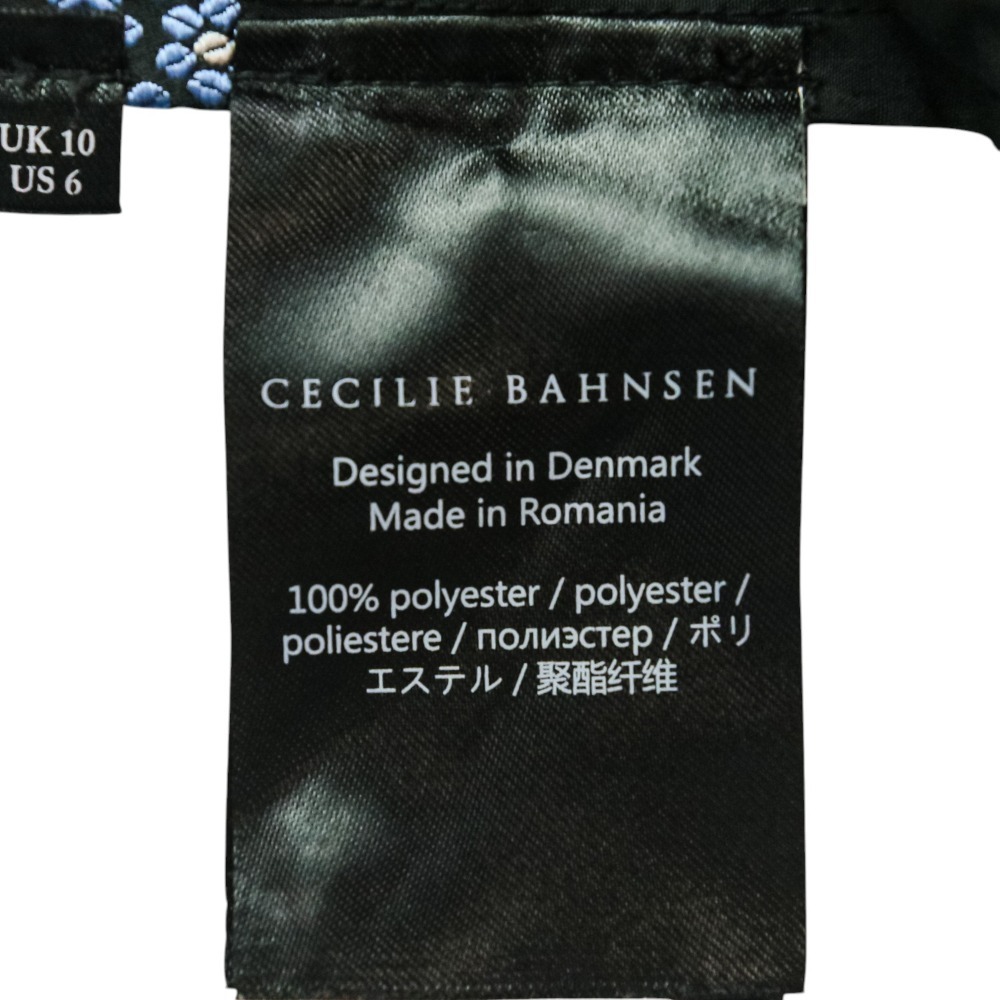 UK 10
US 6
CECILIE BAHNSEN
Designed in Denmark
Made in Romania
100% polyester / polyester /
poliestere / полиэстер / ポリ
エステル / 聚酯纤维